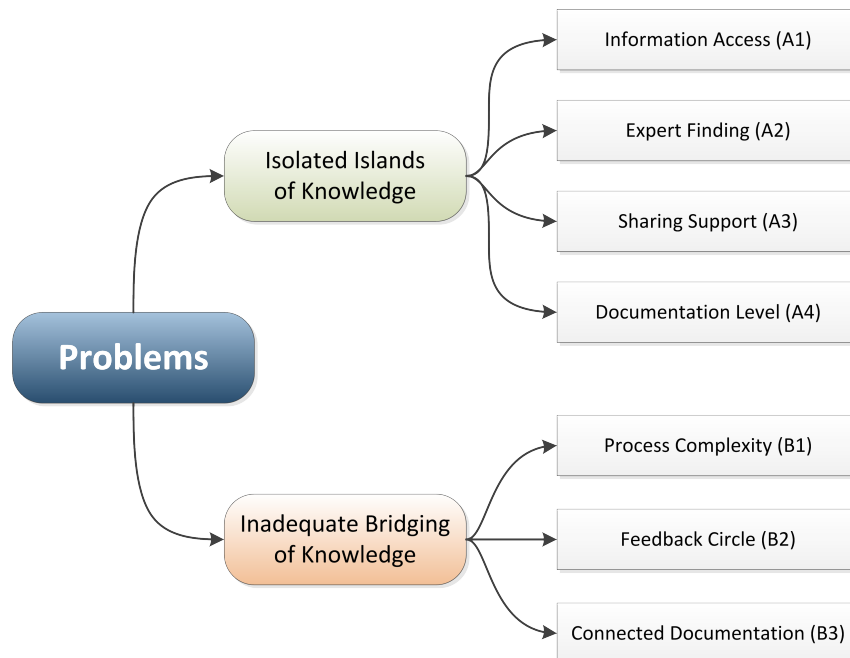 Problems
Isolated Islands
of Knowledge
Information Access (A1)
Expert Finding (A2)
Sharing Support (A3)
Documentation Level (A4)
Inadequate Bridging
of Knowledge
Process Complexity (B1)
Feedback Circle (B2)
Connected Documentation (B3)